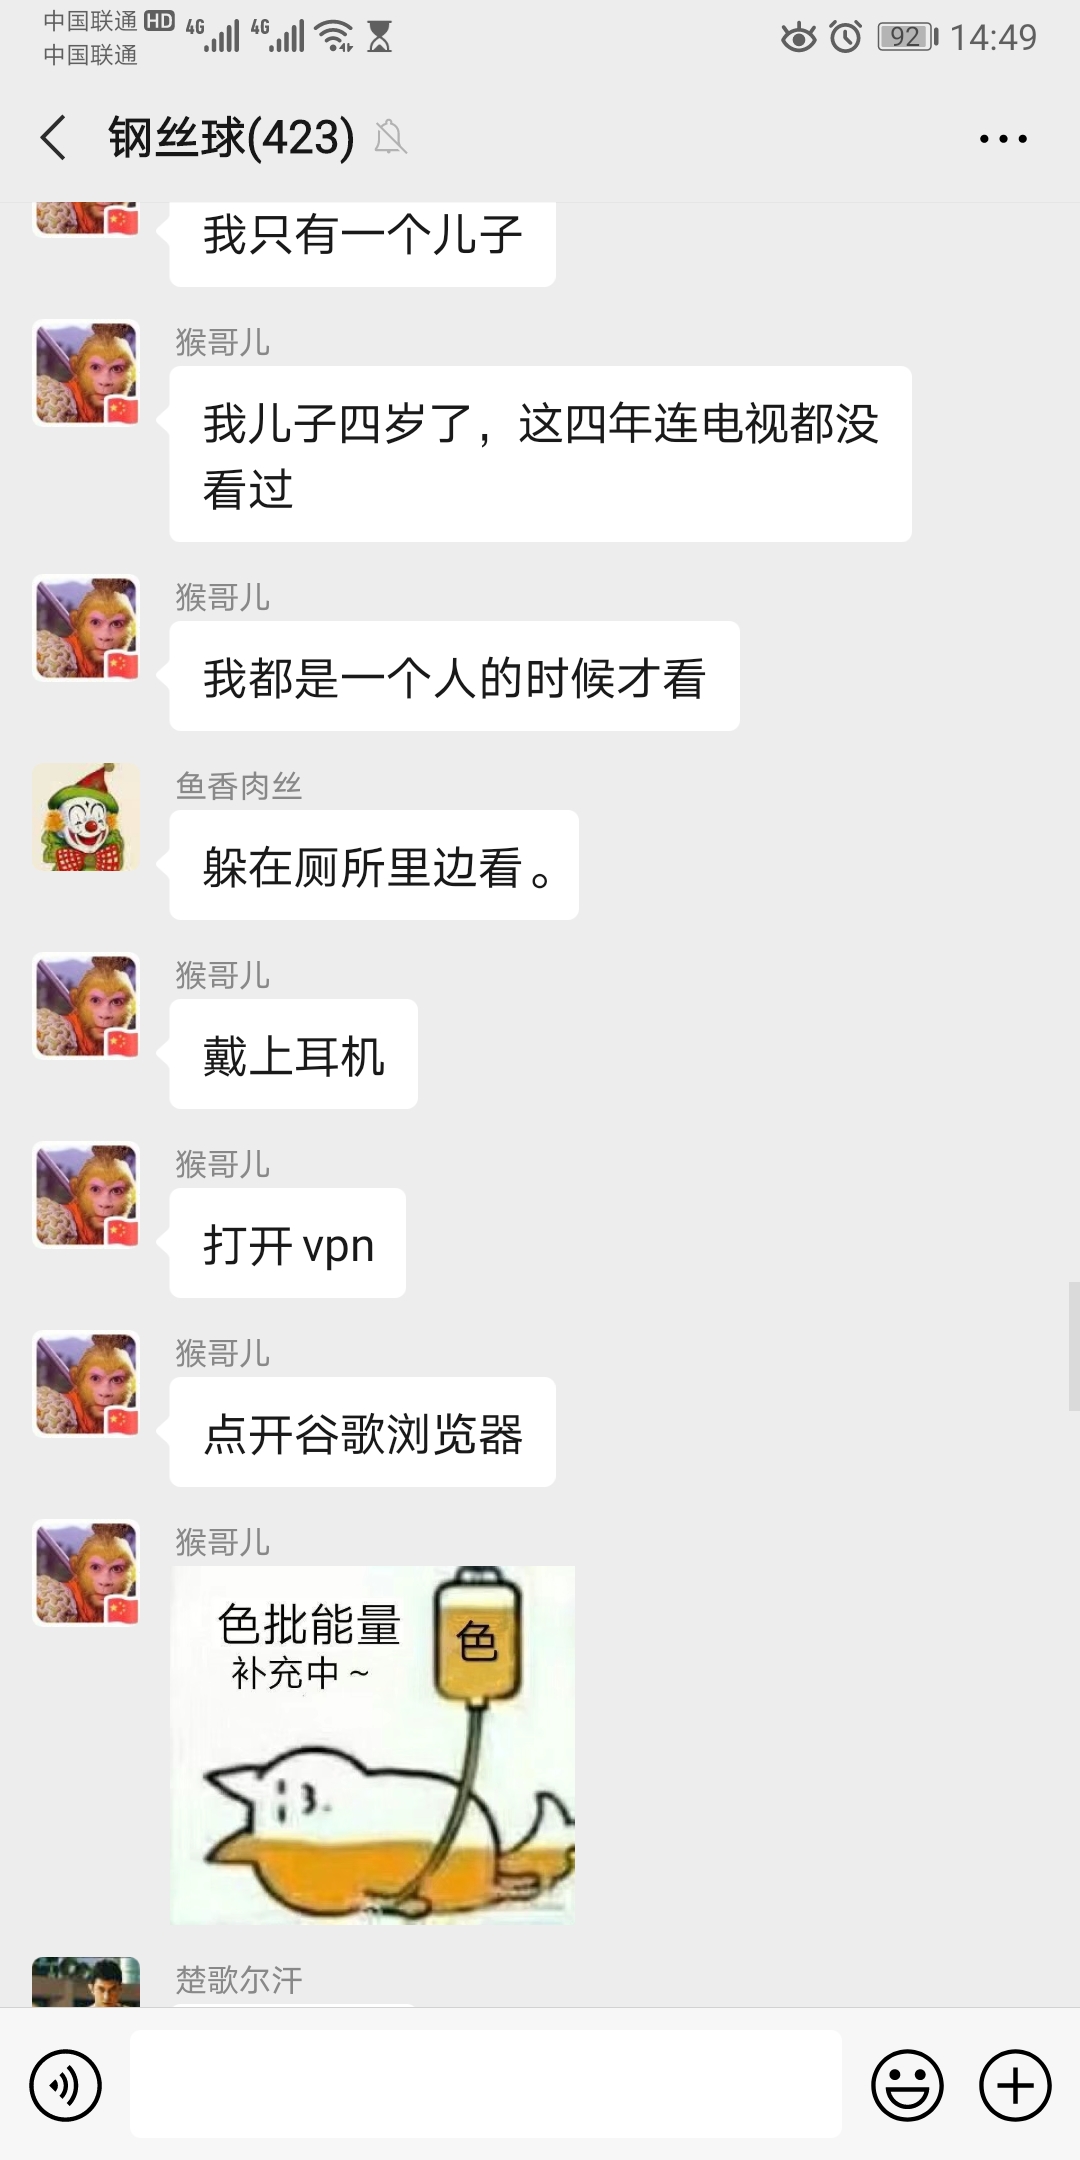 中国联通 HD 4G 4G 92 14:49
中国联通
钢丝球(423)
我只有一个儿子
猴哥儿
我儿子四岁了，这四年连电视都没
看过
猴哥儿
我都是一个人的时候才看
鱼香肉丝
躲在厕所里边看。
猴哥儿
戴上耳机
猴哥儿
打开vpn
猴哥儿
点开谷歌浏览器
猴哥儿
色批能量
补充中~
色
楚歌尔汗